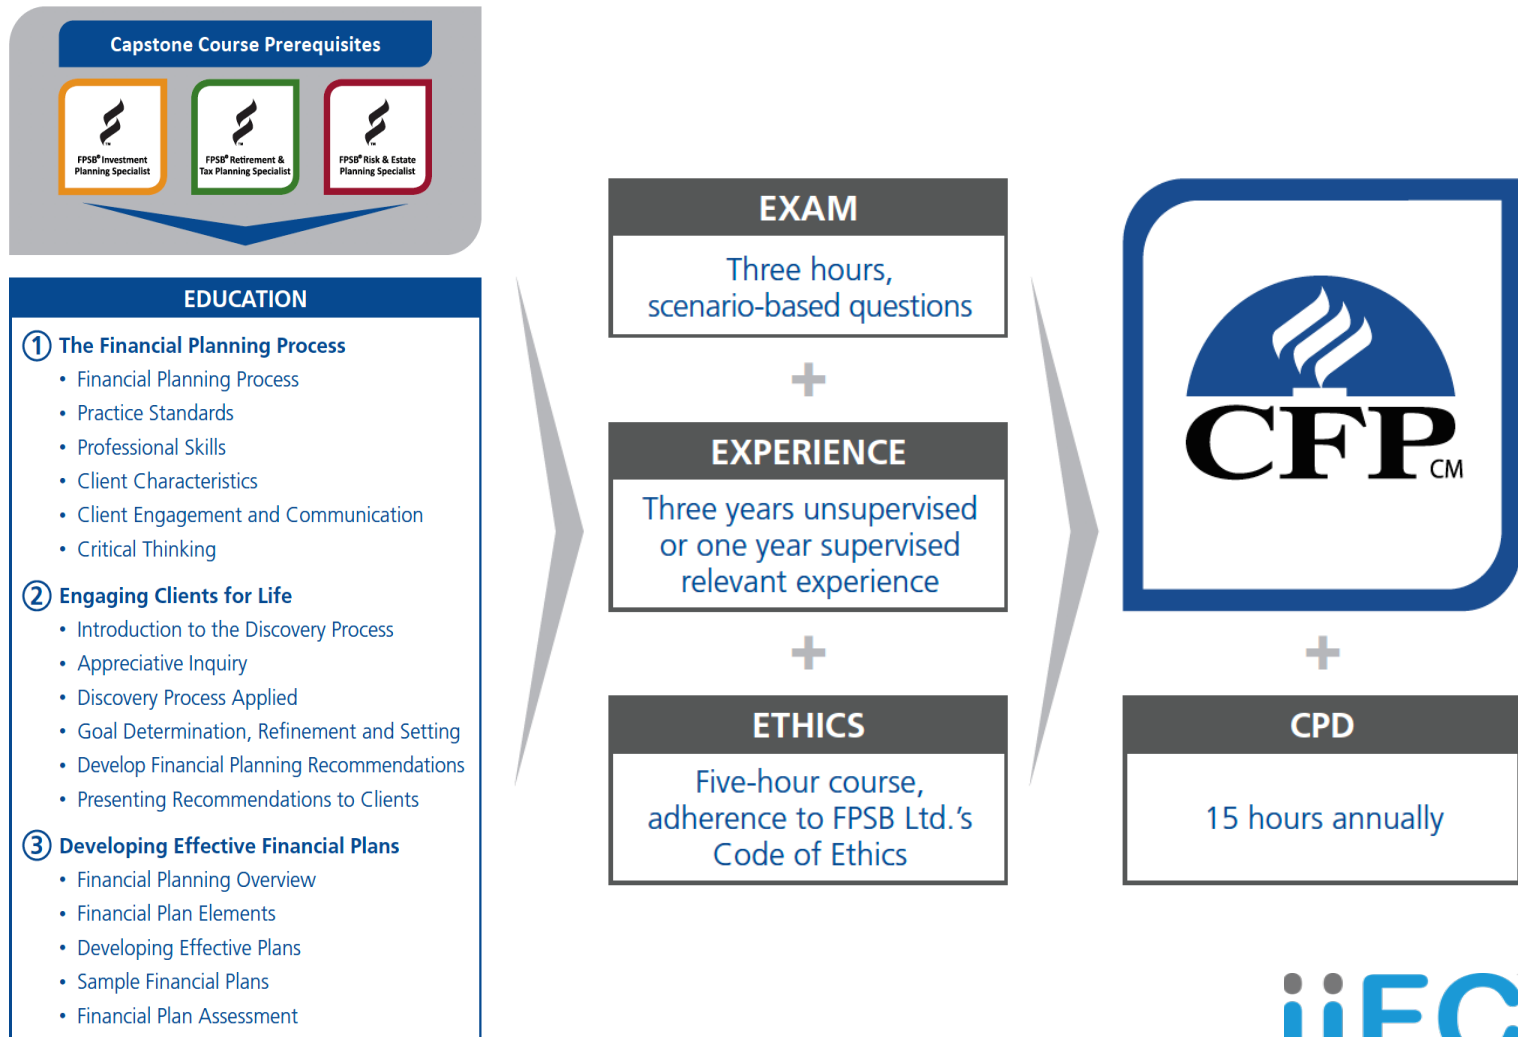 Capstone Course Prerequisites
FPSB® Investment
Planning Specialist
FPSB® Retirement &
Tax Planning Specialist
FPSB® Risk & Estate
Planning Specialist
EDUCATION
1 The Financial Planning Process
• Financial Planning Process
• Practice Standards
• Professional Skills
• Client Characteristics
• Client Engagement and Communication
• Critical Thinking
2 Engaging Clients for Life
• Introduction to the Discovery Process
• Appreciative Inquiry
• Discovery Process Applied
• Goal Determination, Refinement and Setting
• Develop Financial Planning Recommendations
• Presenting Recommendations to Clients
3 Developing Effective Financial Plans
• Financial Planning Overview
• Financial Plan Elements
• Developing Effective Plans
• Sample Financial Plans
• Financial Plan Assessment
EXAM
Three hours,
scenario-based questions
+
EXPERIENCE
Three years unsupervised
or one year supervised
relevant experience
+
ETHICS
Five-hour course,
adherence to FPSB Ltd.’s
Code of Ethics
CFP CM
+
CPD
15 hours annually